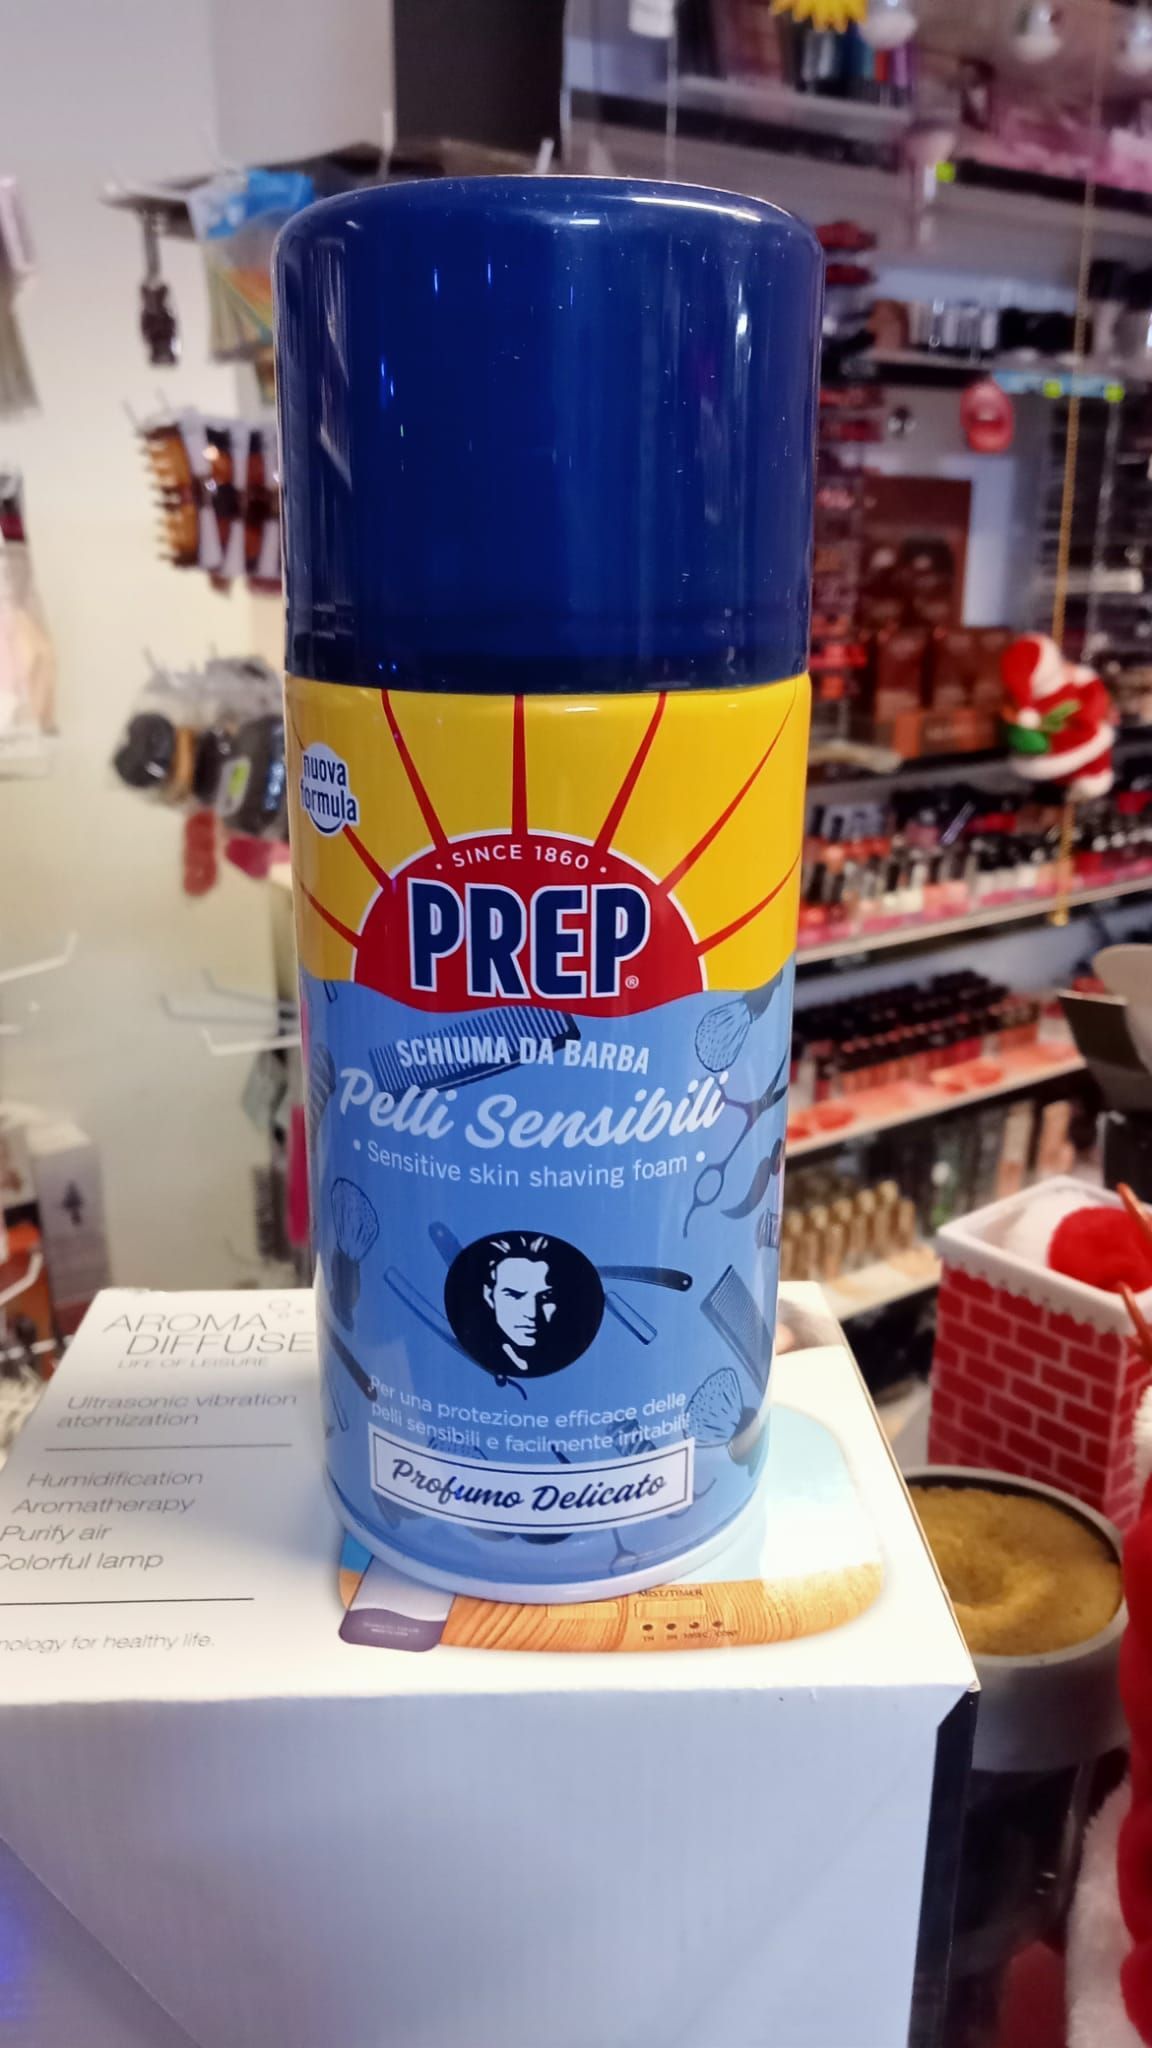 nuova
formula
SINCE 1860
PREP®
SCHIUMA DA BARBA
Pelli Sensibili
• Sensitive skin shaving foam •
Per una protezione efficace delle
pelli sensibili e facilmente irritabili
Profumo Delicato
AROMA
DIFFUSE
LIFE OF LEISURE
Ultrasonic vibration
atomization
Humidification
Aromatherapy
Purify air
Colorful lamp
for healthy life.
MIST/TIMER